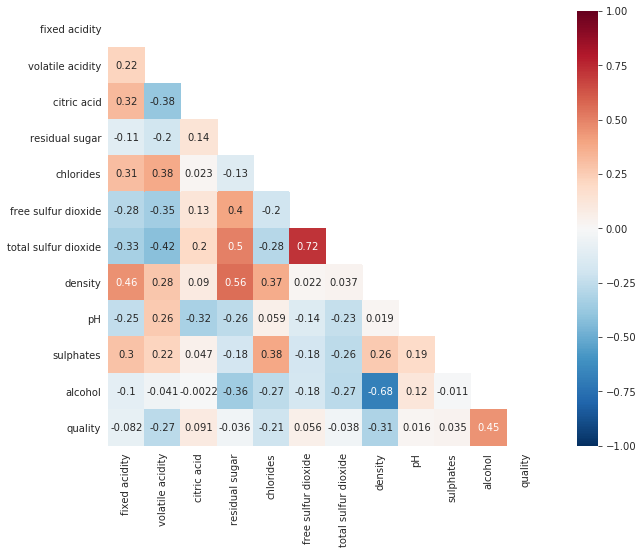 fixed acidity
volatile acidity 0.22
citric acid 0.32 -0.38
residual sugar -0.11 -0.2 0.14
chlorides 0.31 0.38 0.023 -0.13
free sulfur dioxide -0.28 -0.35 0.13 0.4 -0.2
total sulfur dioxide -0.33 -0.42 0.2 0.5 -0.28 0.72
density 0.46 0.28 0.09 0.56 0.37 0.022 0.037
pH -0.25 0.26 -0.32 -0.26 0.059 -0.14 -0.23 0.019
sulphates 0.3 0.22 0.047 -0.18 0.38 -0.18 -0.26 0.26 0.19
alcohol -0.1 -0.041 -0.0022 -0.36 -0.27 -0.18 -0.27 -0.68 0.12 -0.011
quality -0.082 -0.27 0.091 -0.036 -0.21 0.056 -0.038 -0.31 0.016 0.035 0.45
fixed acidity
volatile acidity
citric acid
residual sugar
chlorides
free sulfur dioxide
total sulfur dioxide
density
pH
sulphates
alcohol
quality
1.00
0.75
0.50
0.25
0.00
−0.25
−0.50
−0.75
−1.00